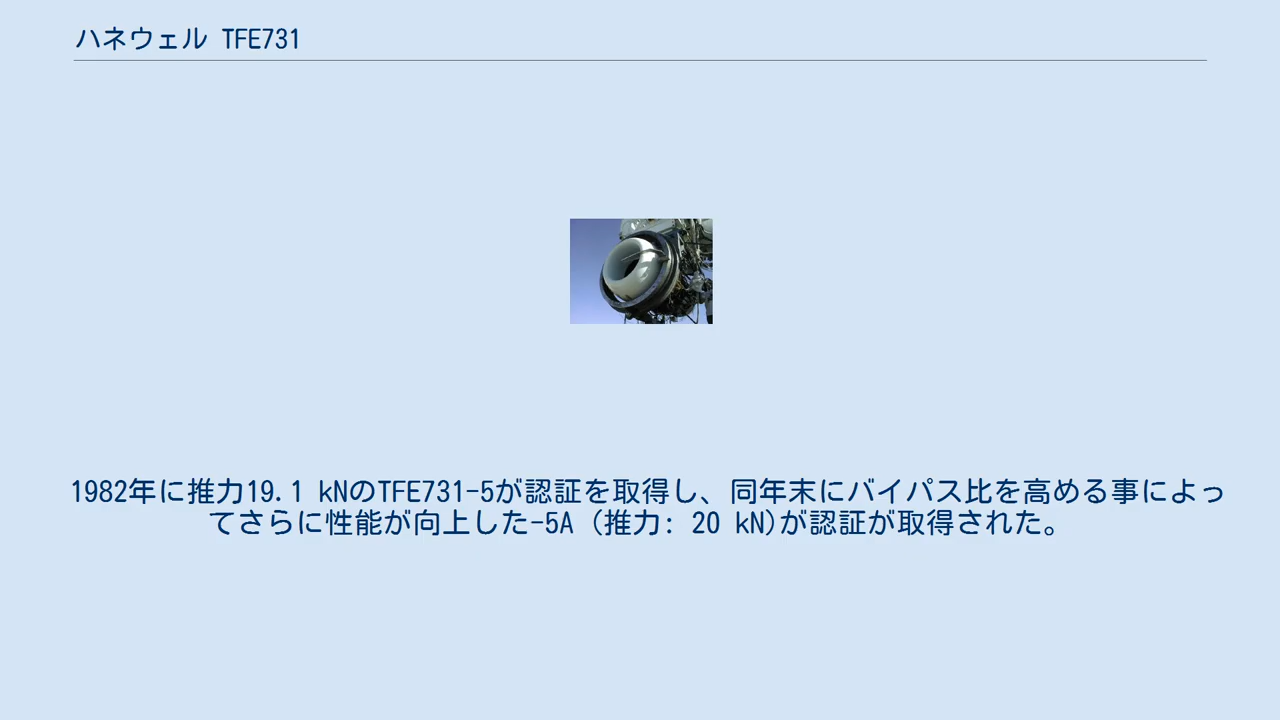 ハネウェル TFE731
1982年に推力19.1 kNのTFE731-5が認証を取得し、同年末にバイパス比を高める事によっ
てさらに性能が向上した-5A (推力: 20 kN)が認証が取得された。